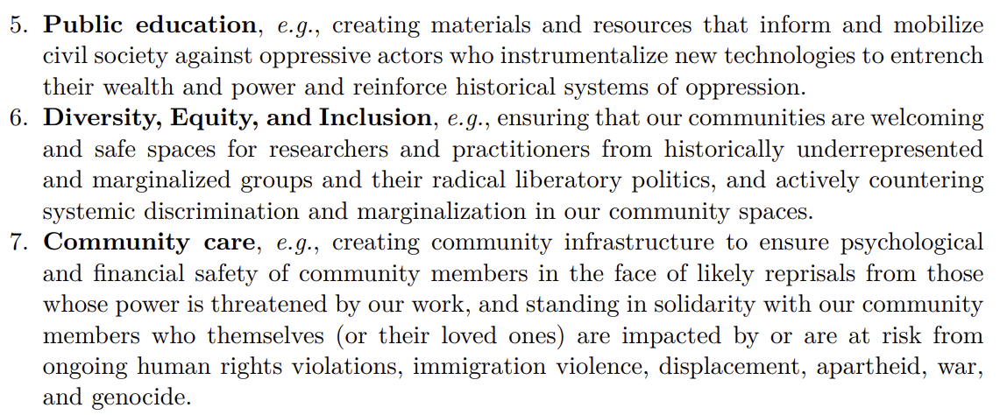 5. Public education, e.g., creating materials and resources that inform and mobilize
civil society against oppressive actors who instrumentalize new technologies to entrench
their wealth and power and reinforce historical systems of oppression.
6. Diversity, Equity, and Inclusion, e.g., ensuring that our communities are welcoming
and safe spaces for researchers and practitioners from historically underrepresented
and marginalized groups and their radical liberatory politics, and actively countering
systemic discrimination and marginalization in our community spaces.
7. Community care, e.g., creating community infrastructure to ensure psychological
and financial safety of community members in the face of likely reprisals from those
whose power is threatened by our work, and standing in solidarity with our community
members who themselves (or their loved ones) are impacted by or are at risk from
ongoing human rights violations, immigration violence, displacement, apartheid, war,
and genocide.